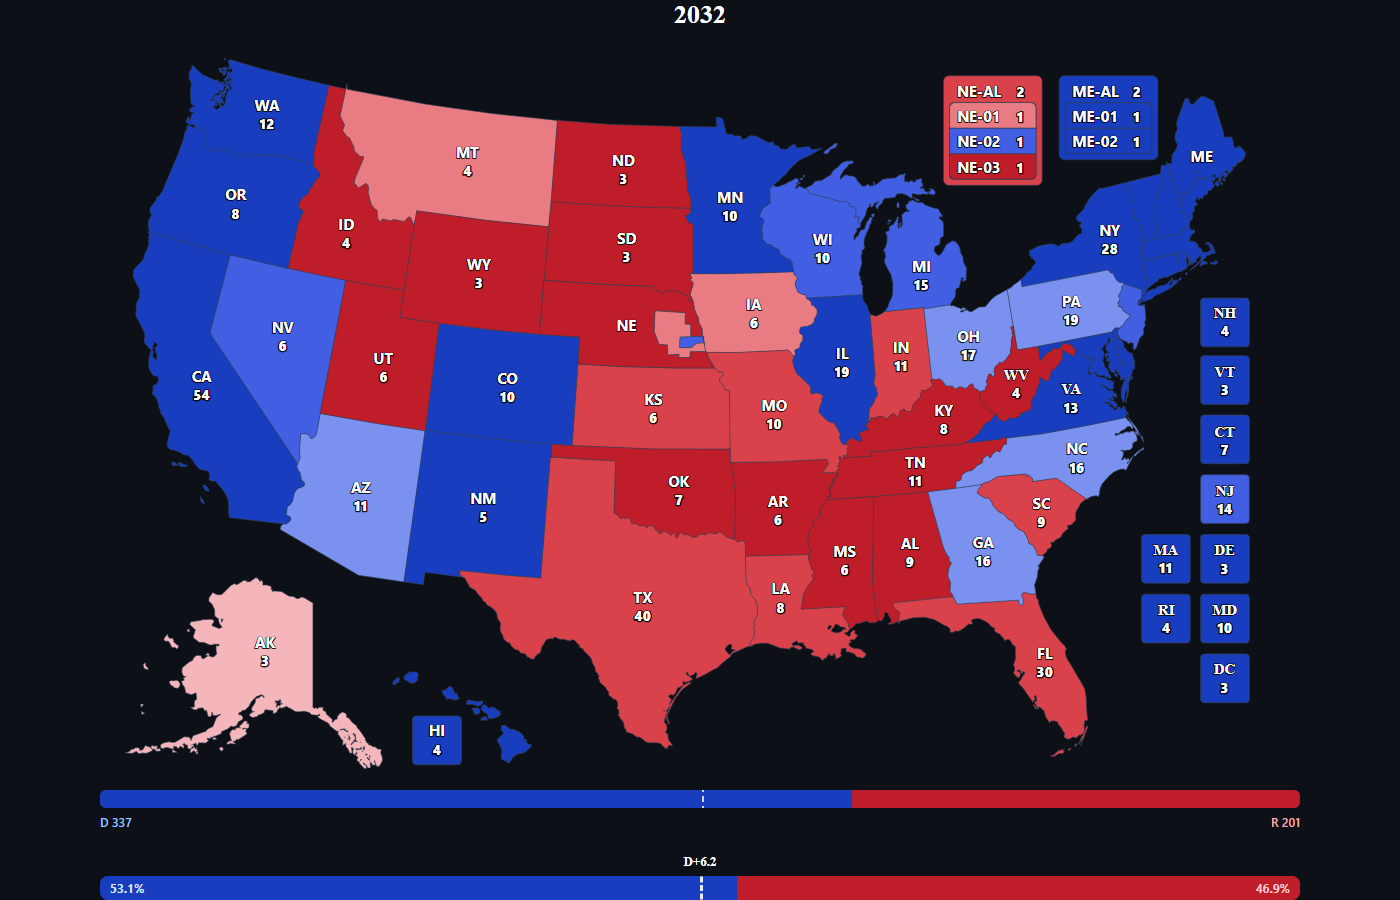 2032
WA
12
OR
8
CA
54
NV
6
ID
4
MT
4
WY
3
UT
6
AZ
11
CO
10
NM
5
ND
3
SD
3
NE
KS
6
OK
7
TX
40
MN
10
IA
6
MO
10
AR
6
LA
8
WI
10
IL
19
MI
15
IN
11
OH
17
KY
8
TN
11
MS
6
AL
9
GA
16
FL
30
SC
9
NC
16
VA
13
WV
4
PA
19
NY
28
ME
AK
3
HI
4
NE-AL 2
NE-01 1
NE-02 1
NE-03 1
ME-AL 2
ME-01 1
ME-02 1
NH
4
VT
3
CT
7
NJ
14
MA
11
DE
3
RI
4
MD
10
DC
3
D 337
R 201
D+6.2
53.1%
46.9%